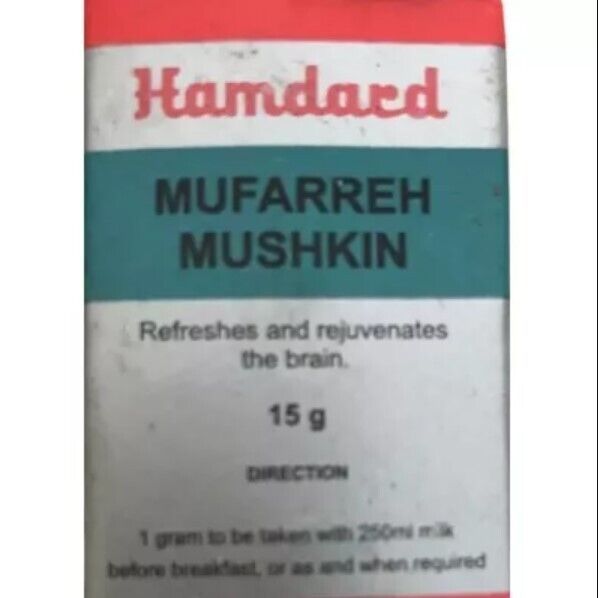 Hamdard
MUFARREH
MUSHKIN
Refreshes and rejuvenates
the brain.
15 g
DIRECTION
1 gram to be taken with 250ml milk
before breakfast, or as and when required